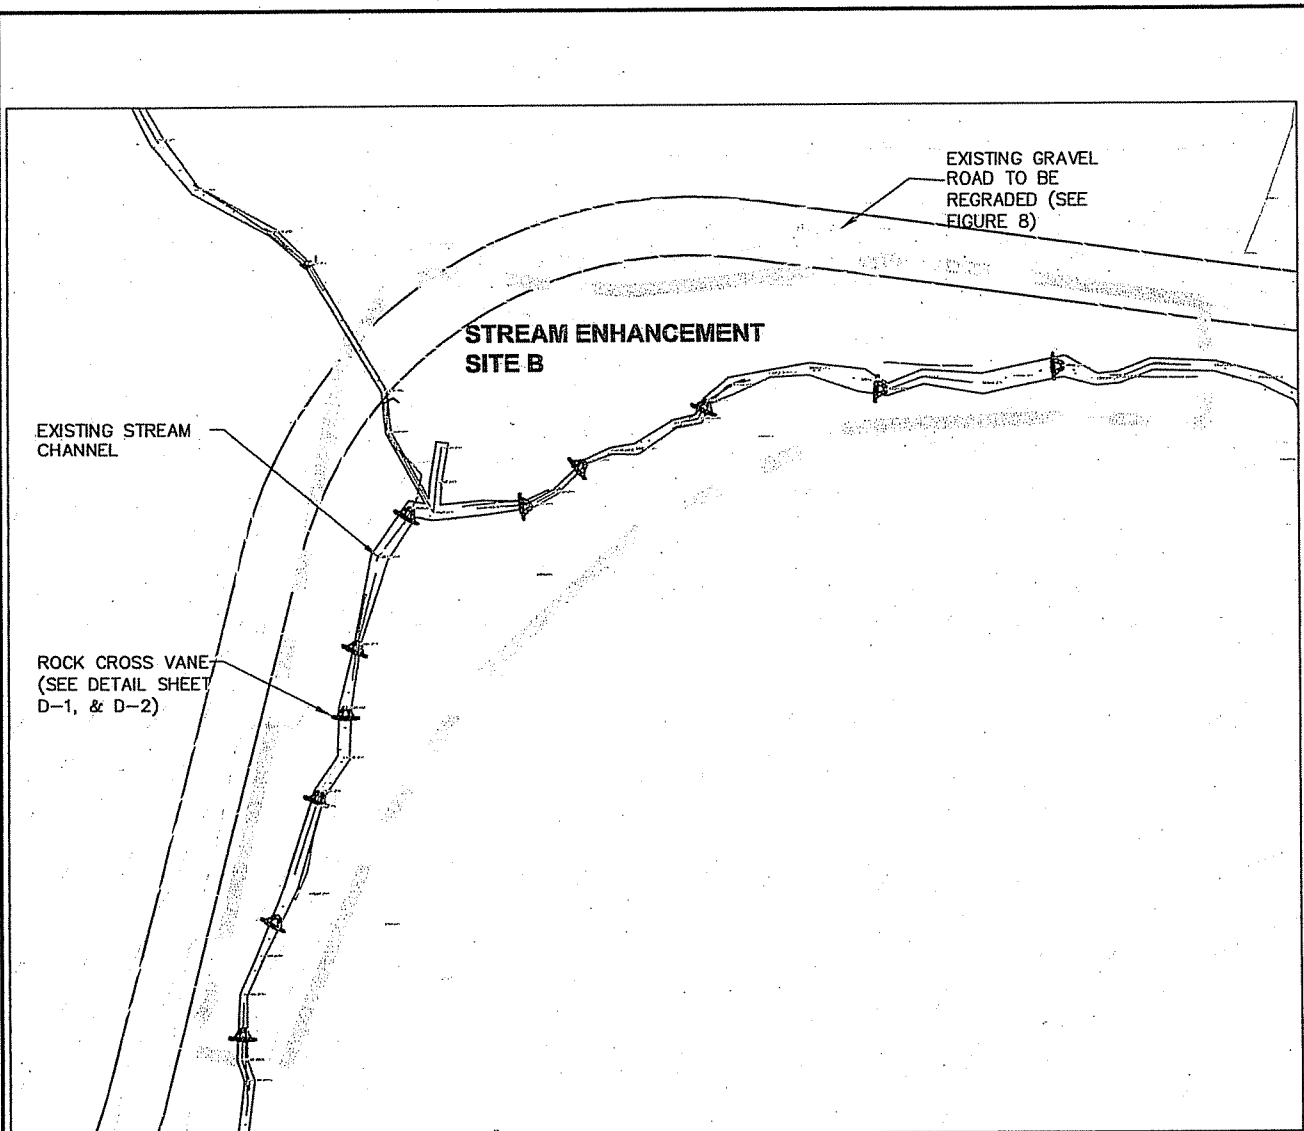 EXISTING GRAVEL
ROAD TO BE
REGRADED (SEE
FIGURE 8)
STREAM ENHANCEMENT
SITE B
EXISTING STREAM
CHANNEL
ROCK CROSS VANE
(SEE DETAIL SHEET
D-1, & D-2)